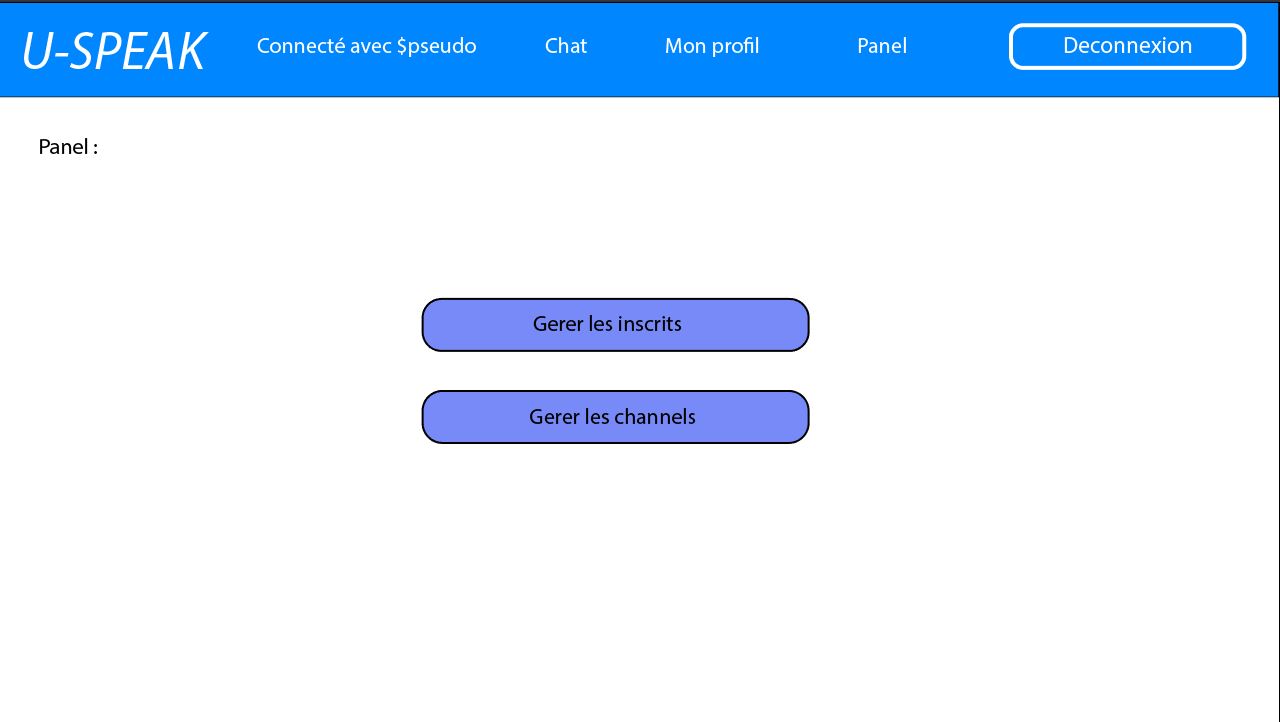 U-SPEAK Connecté avec $pseudo Chat Mon profil Panel Deconnexion
Panel :
Gerer les inscrits
Gerer les channels